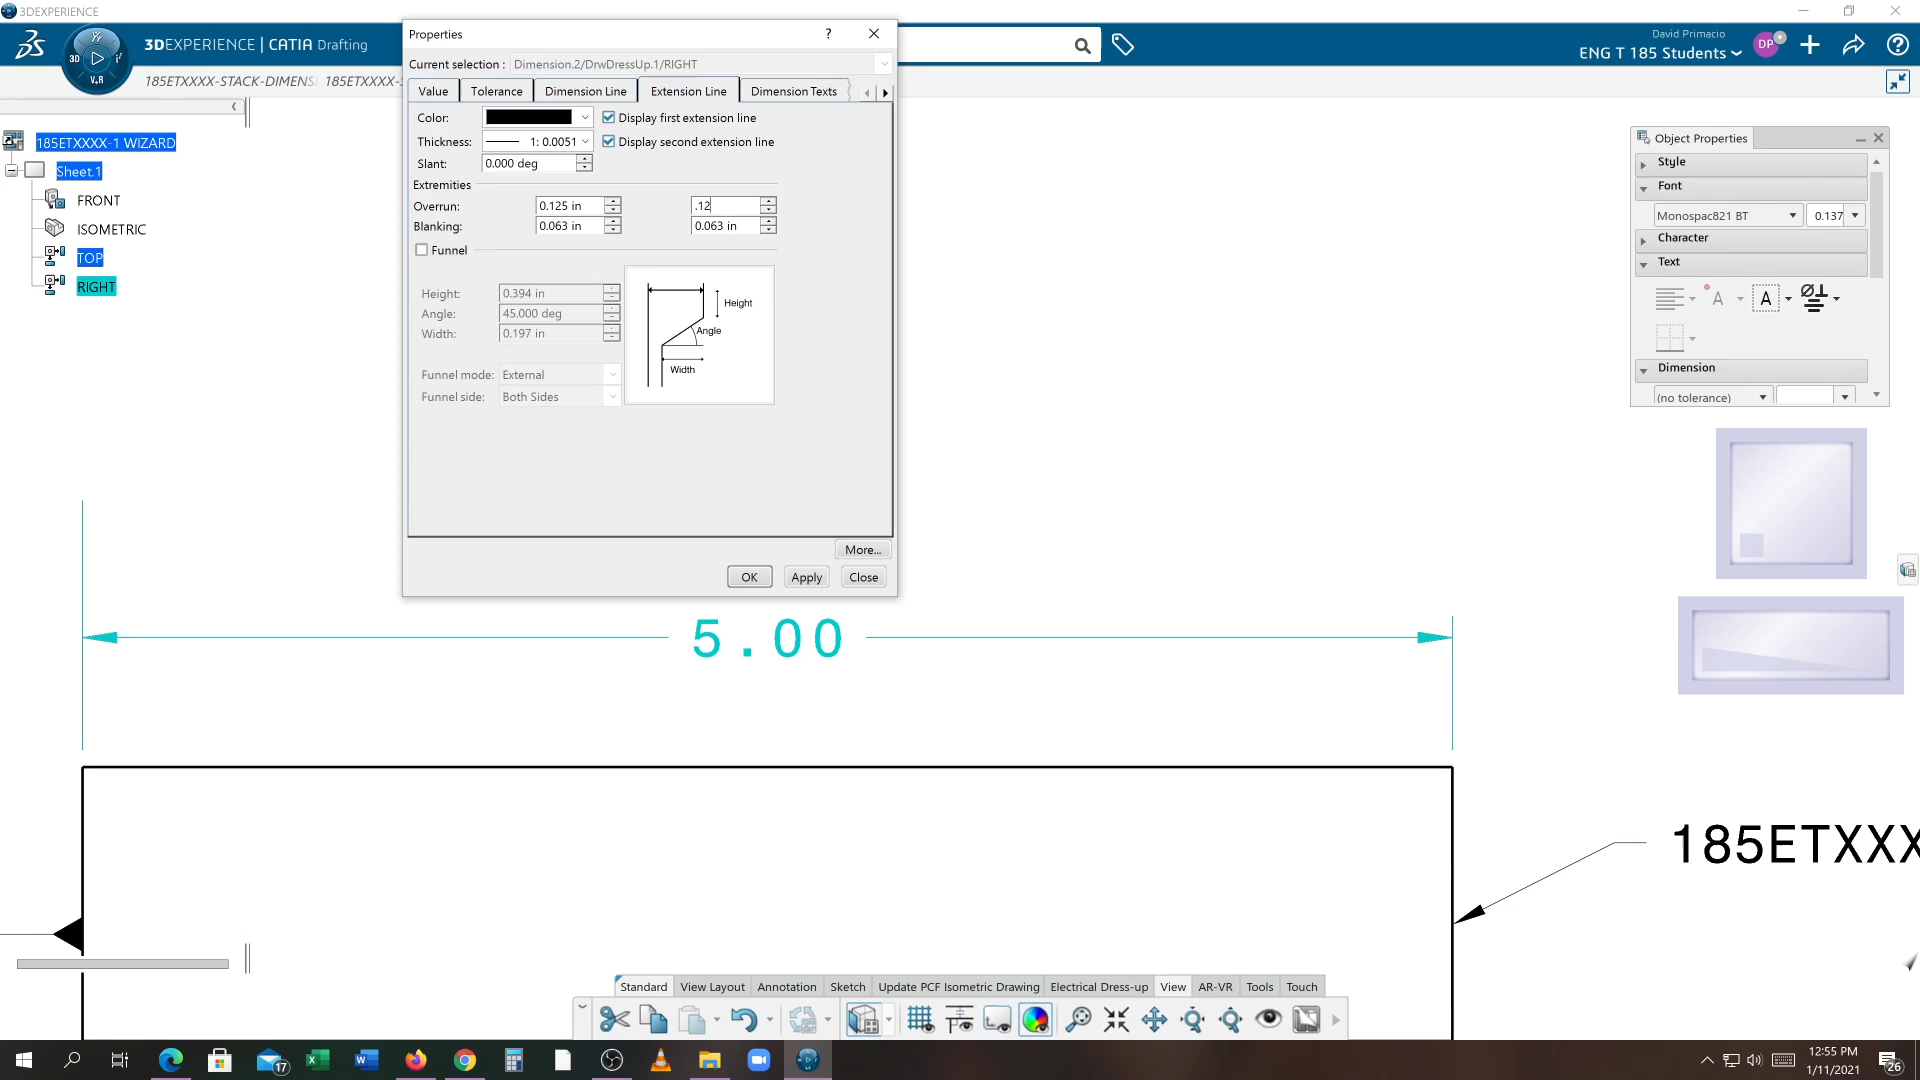 3DEXPERIENCE
3DEXPERIENCE | CATIA Drafting
3D
V.R
David Primacio
DP
ENG T 185 Students
185ETXXXX-STACK-DIMENS
Properties
?
Current selection :
Dimension.2/DrwDressUp.1/RIGHT
Value
Tolerance
Dimension Line
Extension Line
Dimension Texts
Color:
Display first extension line
Thickness:
1: 0.0051
Display second extension line
Slant:
0.000 deg
Extremities
Overrun:
0.125 in
.12
Blanking:
0.063 in
0.063 in
Funnel
Height:
0.394 in
Angle:
45.000 deg
Width:
0.197 in
Height
Angle
Width
Funnel mode:
External
Funnel side:
Both Sides
More...
OK
Apply
Close
185ETXXXX-1 WIZARD
Sheet.1
FRONT
ISOMETRIC
TOP
RIGHT
Object Properties
Style
Font
Monospac821 BT
0.137
Character
Text
A
A
Dimension
(no tolerance)
5.00
185ETXXX
Standard
View Layout
Annotation
Sketch
Update PCF Isometric Drawing
Electrical Dress-up
View
AR-VR
Tools
Touch
17
12:55 PM
1/11/2021
26